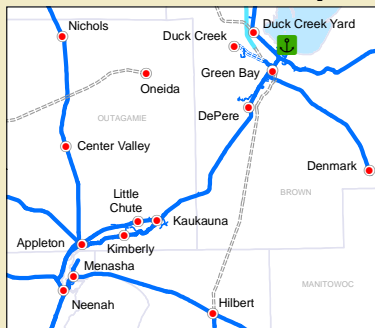 Nichols
Duck Creek Yard
Duck Creek
Green Bay
Oneida
DePere
OUTAGAMIE
Center Valley
Denmark
BROWN
Little
Chute
Kaukauna
Appleton
Kimberly
Menasha
MANITOWOC
Neenah
Hilbert